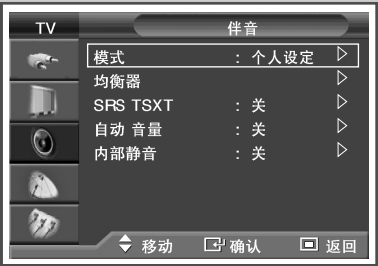 TV 伴音
模式 : 个人设定
均衡器
SRS TSXT : 关
自动 音量 : 关
内部静音 : 关
移动 确认 返回